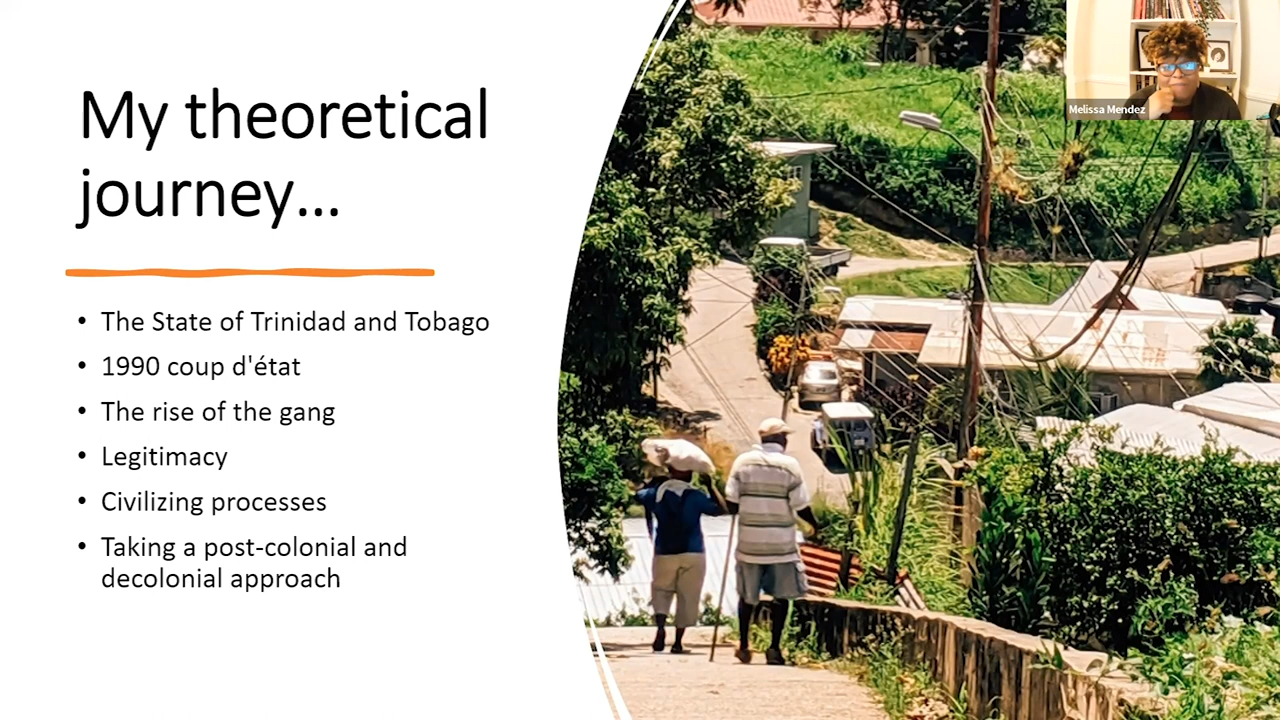 My theoretical
journey...
• The State of Trinidad and Tobago
• 1990 coup d'état
• The rise of the gang
• Legitimacy
• Civilizing processes
• Taking a post-colonial and
decolonial approach
Melissa Mendez